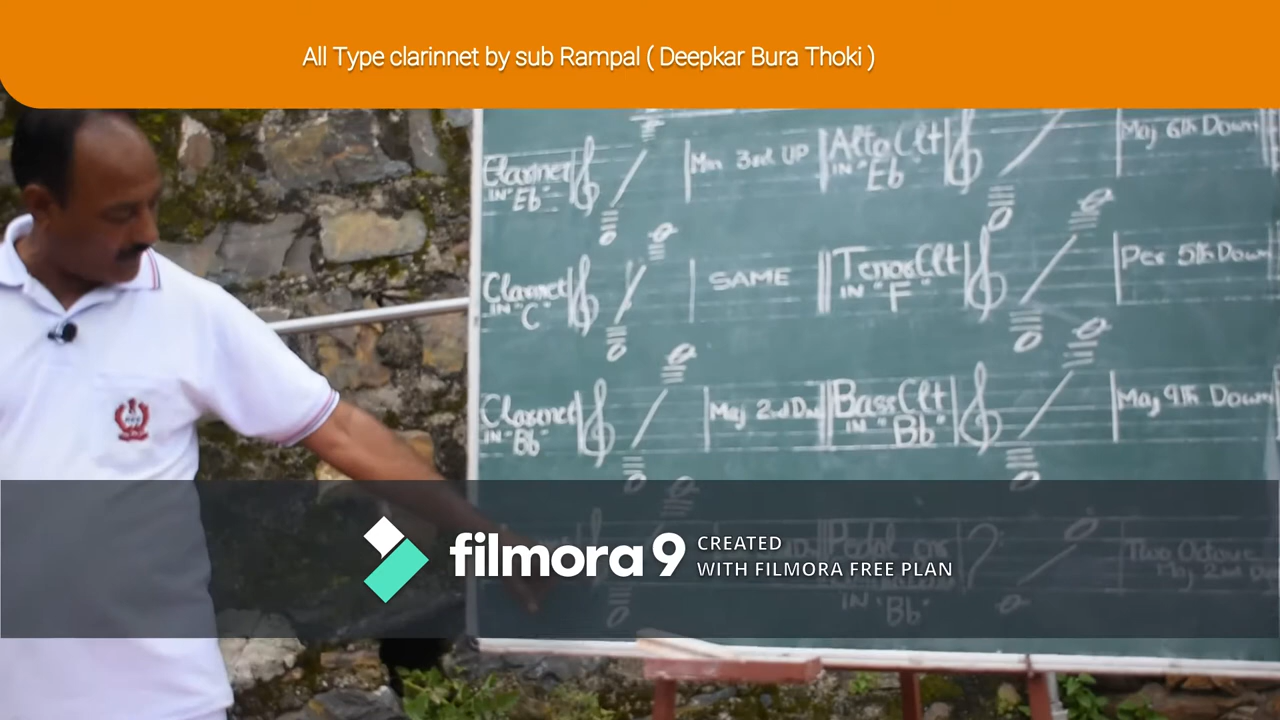 All Type clarinnet by sub Rampal ( Deepkar Bura Thoki )
Clarinet
IN "Eb"
Min 3rd UP
Alto Clt
IN "Eb"
Maj 6th Down
Clarinet
IN "C"
SAME
Tenor Clt
IN "F"
Per 5th Down
Clarinet
IN "Bb"
Maj 2nd Dn
Bass Clt
IN "Bb"
Maj 9th Down
Pedal or
IN "Bb"
Two Octave
Maj 2nd
filmora 9
CREATED
WITH FILMORA FREE PLAN